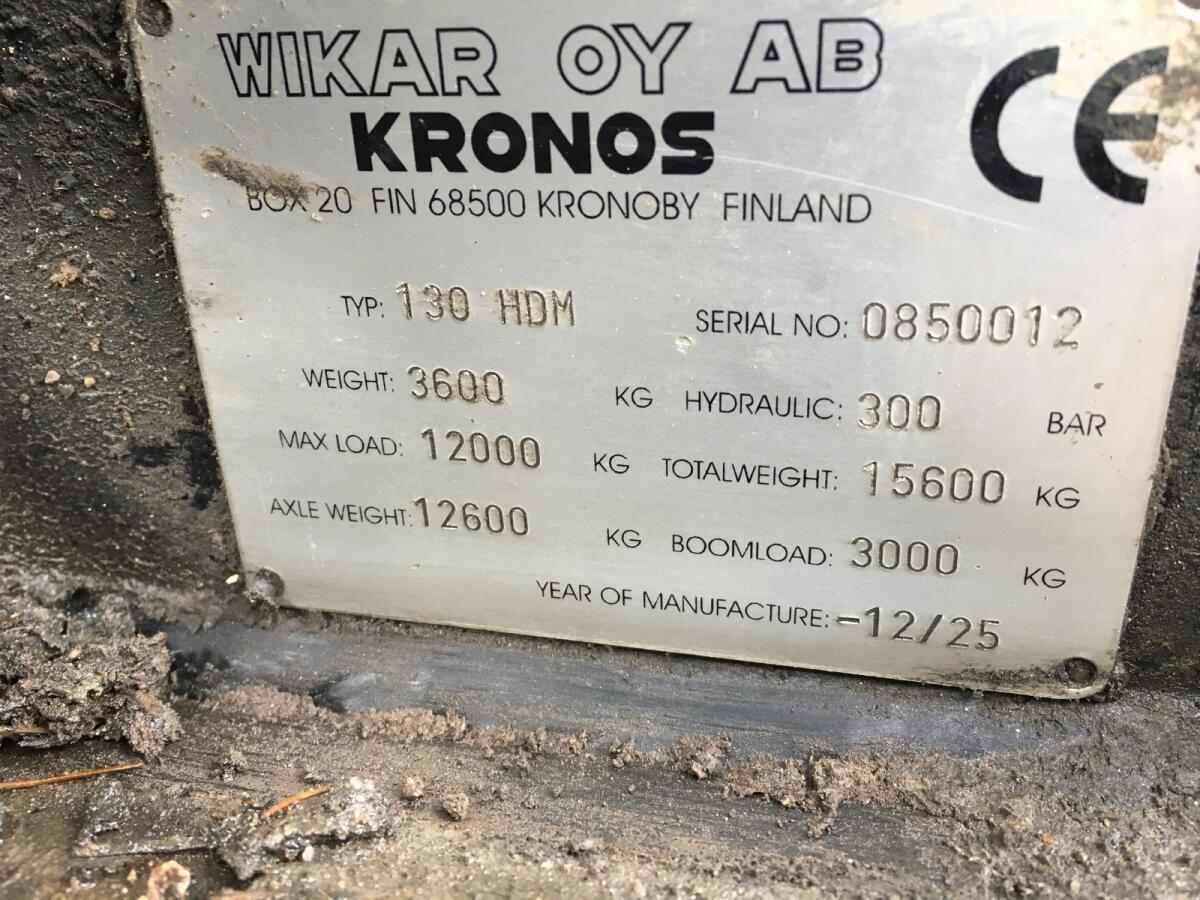 WIKAR OY AB
KRONOS
CE
BOX 20 FIN 68500 KRONOBY FINLAND
TYP: 130 HDM SERIAL NO: 0850012
WEIGHT: 3600 KG HYDRAULIC: 300 BAR
MAX LOAD: 12000 KG TOTALWEIGHT: 15600 KG
AXLE WEIGHT: 12600 KG BOOMLOAD: 3000 KG
YEAR OF MANUFACTURE: -12/25